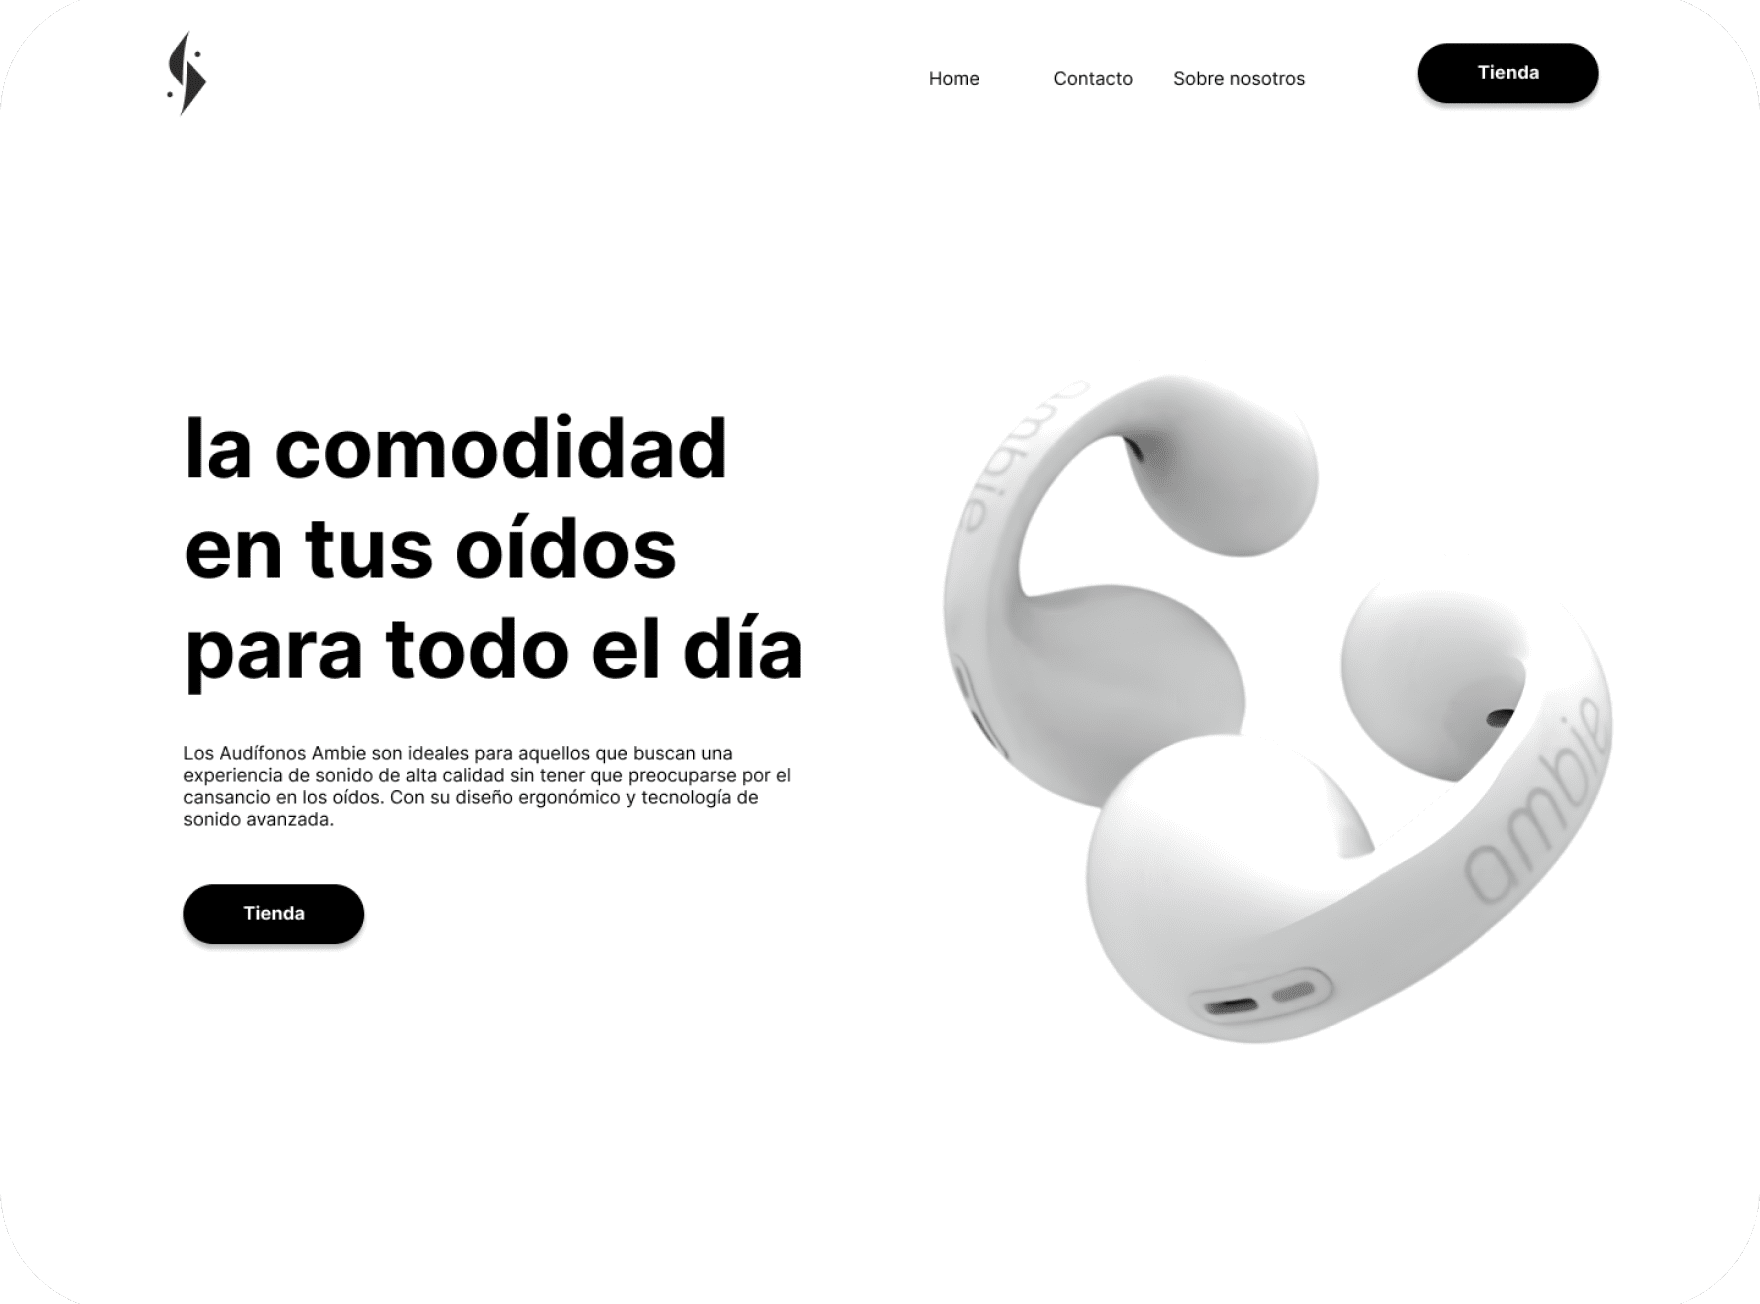 Home
Contacto
Sobre nosotros
Tienda
la comodidad
en tus oídos
para todo el día
Los Audífonos Ambie son ideales para aquellos que buscan una
experiencia de sonido de alta calidad sin tener que preocuparse por el
cansancio en los oídos. Con su diseño ergonómico y tecnología de
sonido avanzada.
Tienda
ambie
ambie